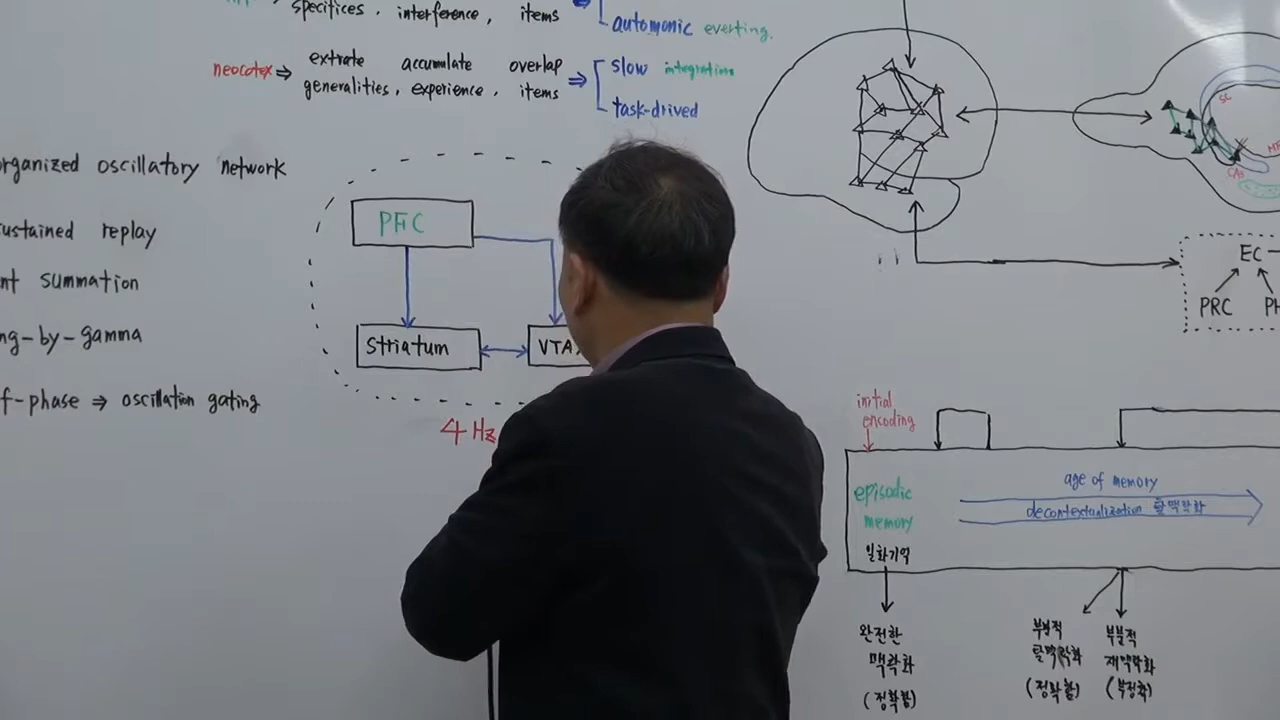 specifices, interference, items ⇒
automonic everting.
neocotex ⇒ extrate accumulate overlap
generalities, experience, items ⇒
slow integration
task-drived
organized oscillatory network
sustained replay
nt summation
ng-by-gamma
f-phase ⇒ oscillation gating
PFC
Striatum
VTA
4 Hz
SC
CA3
EC
PRC
PH
initial
encoding
episodic
memory
일화기억
age of memory
decontextualization 탈맥락화
완전한
맥락화
(정확함)
부분적
탈맥락화
(정확함)
부분적
재맥락화
(부정확)